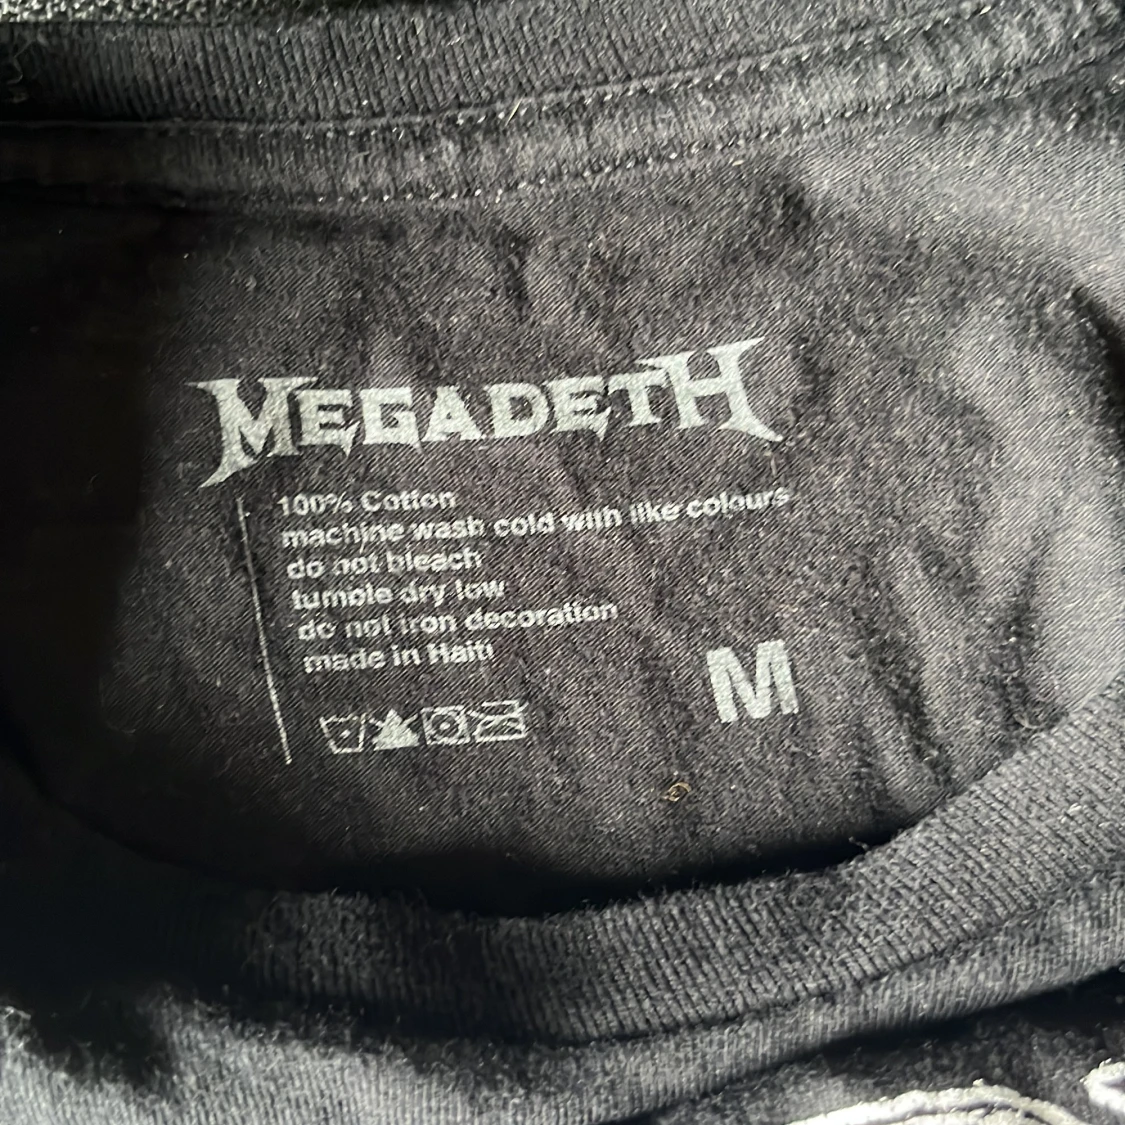 MEGADETH
100% Cotton
machine wash cold with like colours
do not bleach
tumble dry low
do not iron decoration
made in Haiti
M